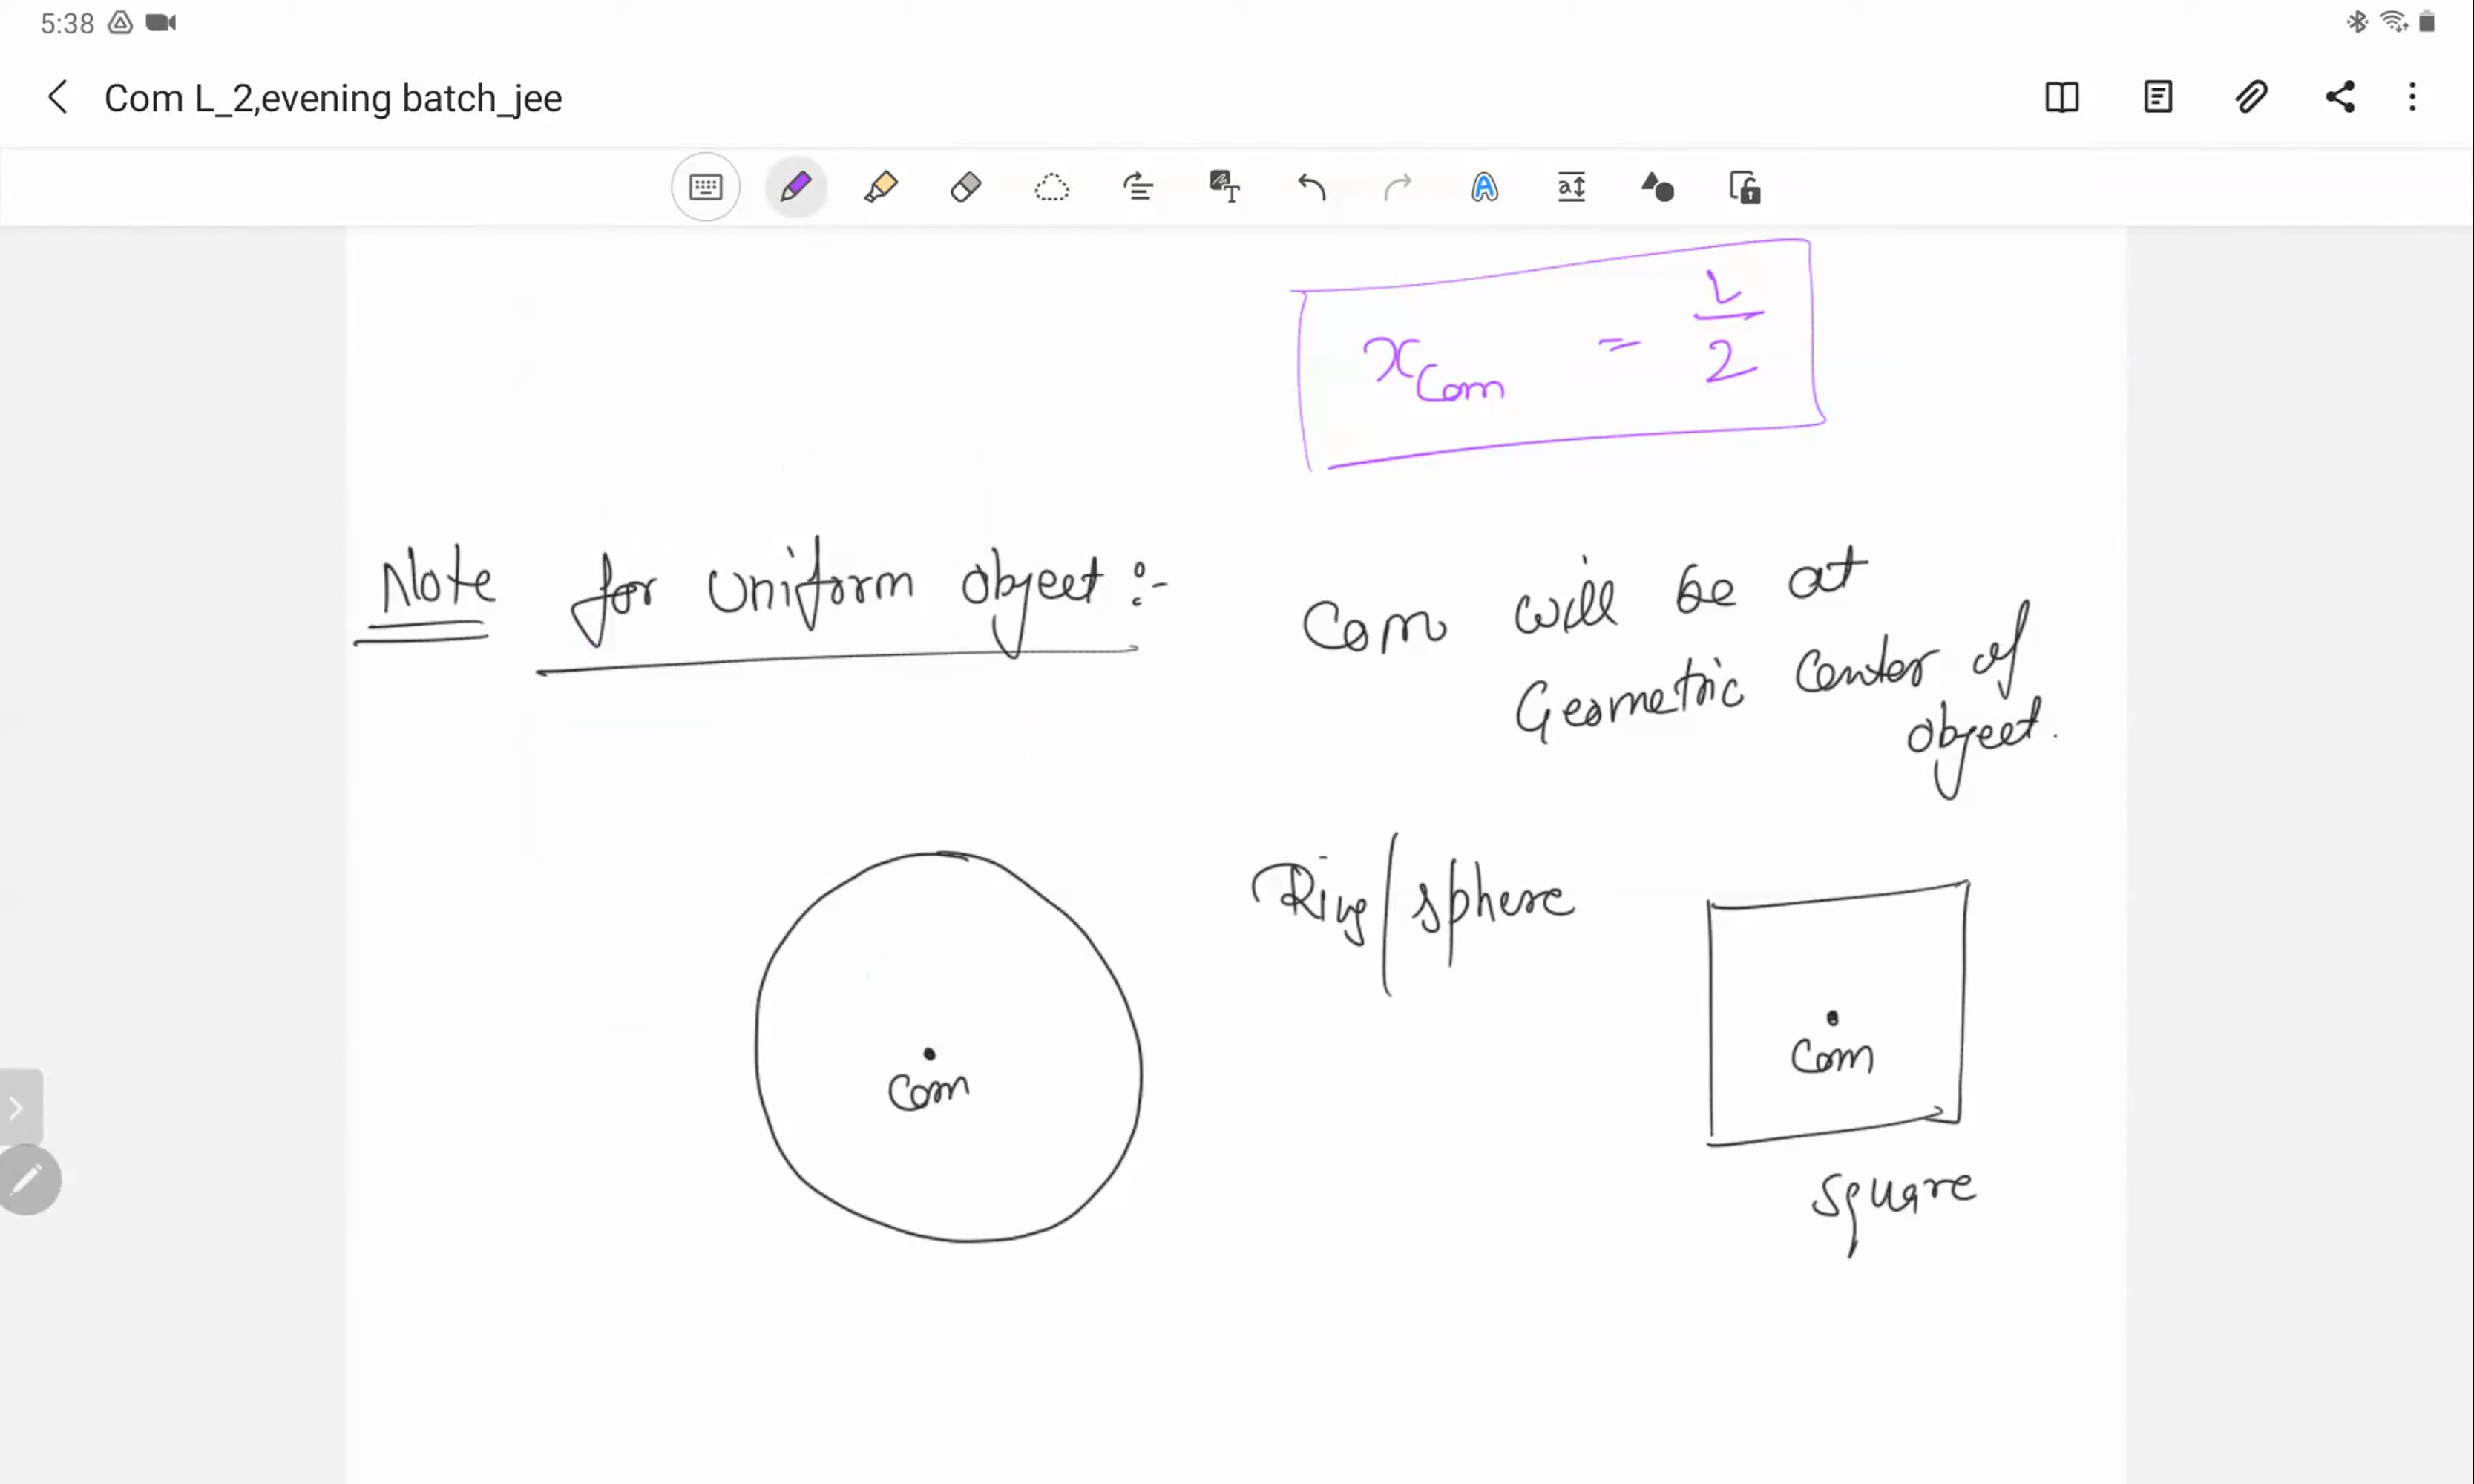 5:38
Com L_2,evening batch_jee
x_Com = L/2
Note for Uniform object :- Com will be at
Geometric Center of
object.
Ring/sphere
Com
Com
Square